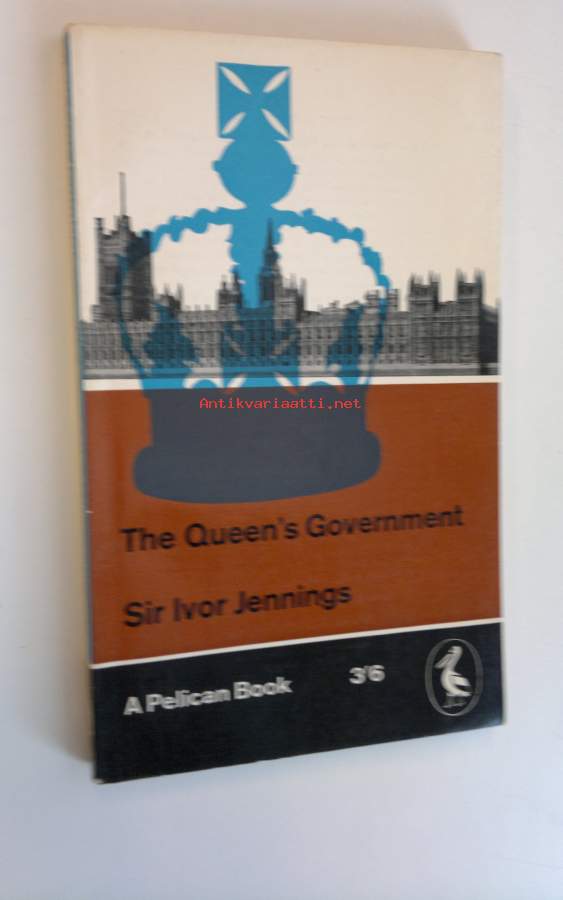 Antikvariaatti.net
The Queen's Government
Sir Ivor Jennings
A Pelican Book 3'6